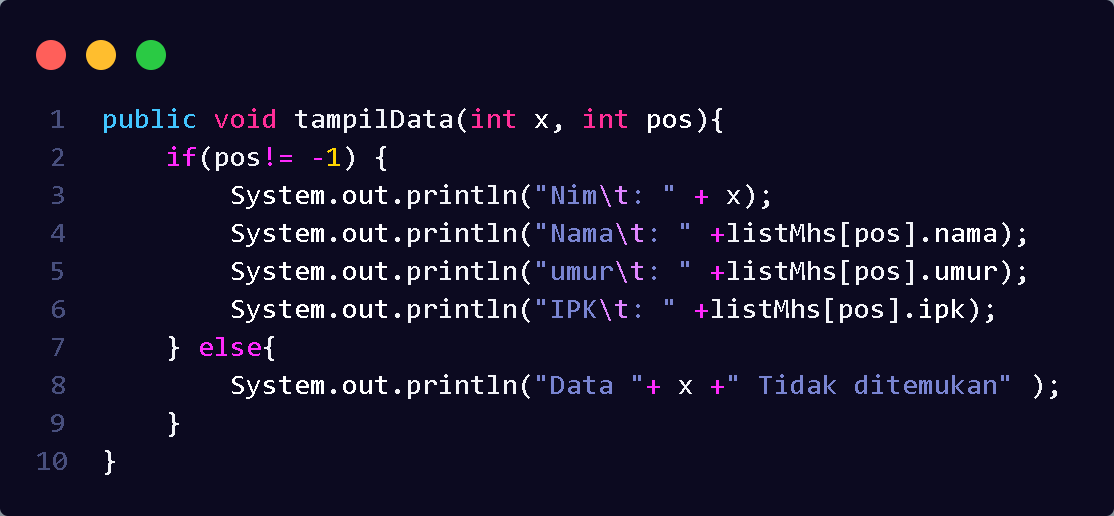 1 public void tampilData(int x, int pos){
2     if(pos!= -1) {
3         System.out.println("Nim\t: " + x);
4         System.out.println("Nama\t: " +listMhs[pos].nama);
5         System.out.println("umur\t: " +listMhs[pos].umur);
6         System.out.println("IPK\t: " +listMhs[pos].ipk);
7     } else{
8         System.out.println("Data "+ x +" Tidak ditemukan" );
9     }
10 }